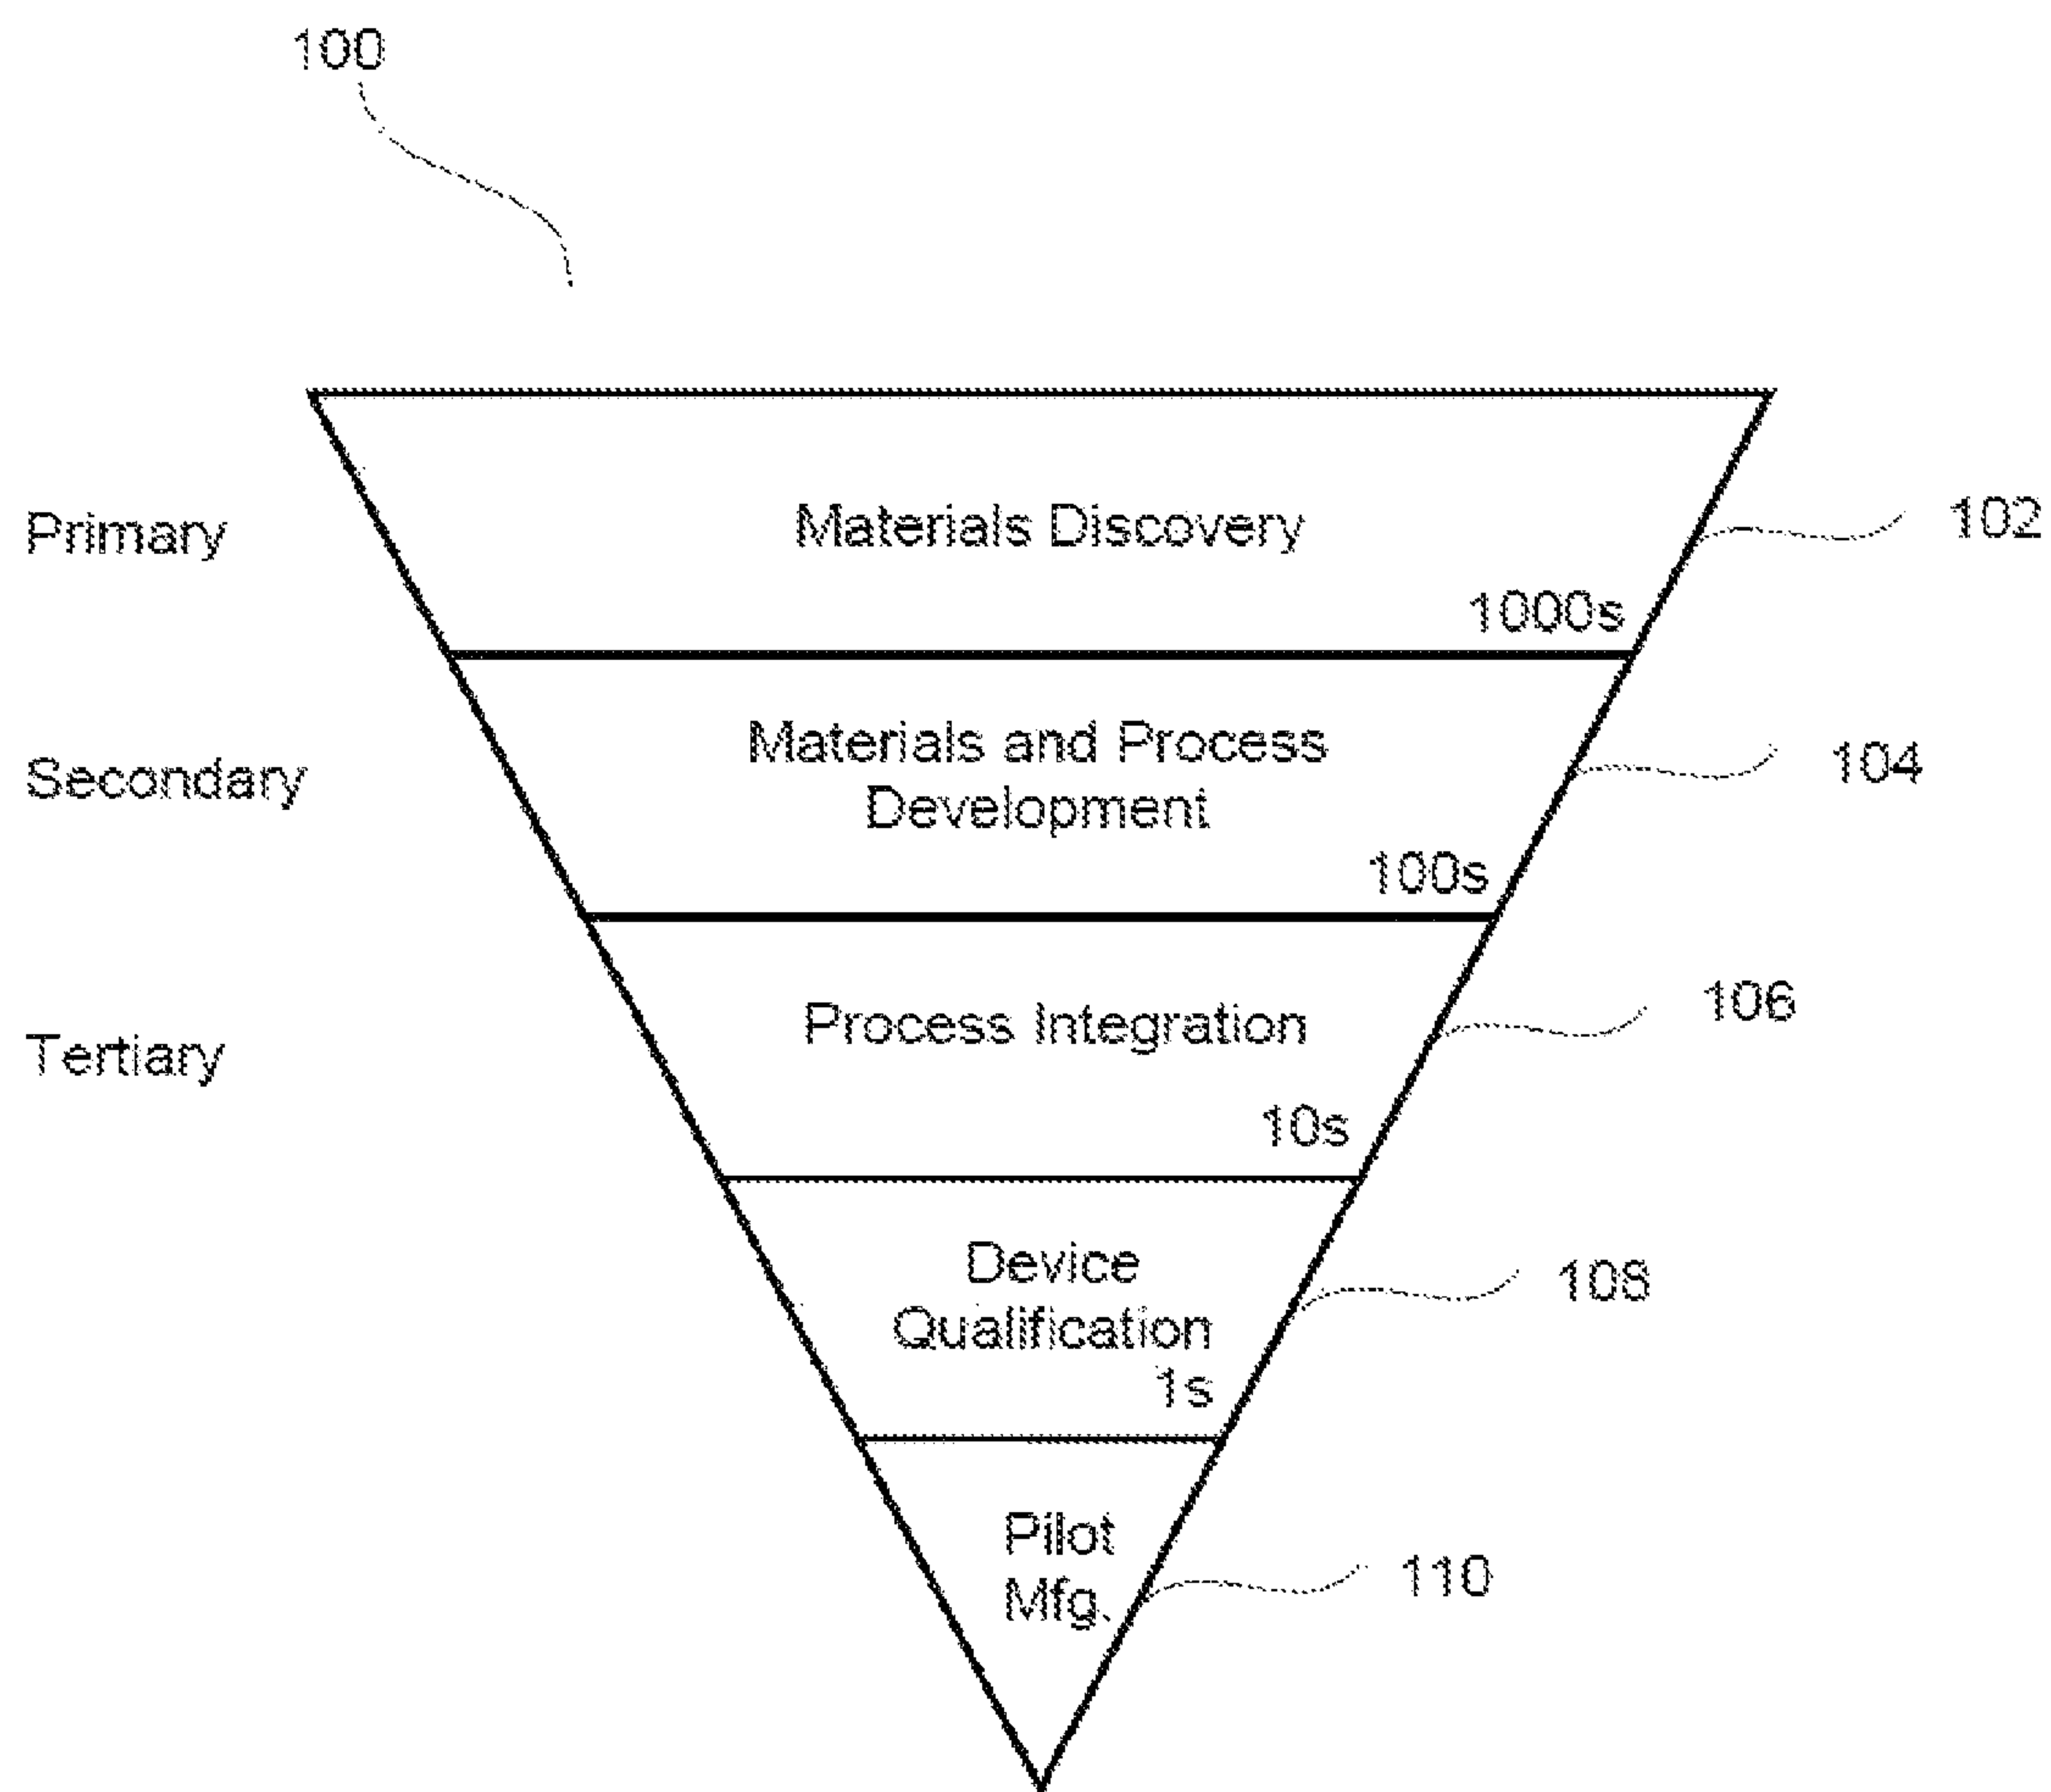 100
Primary
Materials Discovery
102
1000s
Secondary
Materials and Process
Development
104
100s
Tertiary
Process Integration
106
10s
Device
Qualification
108
1s
Pilot
Mfg.
110